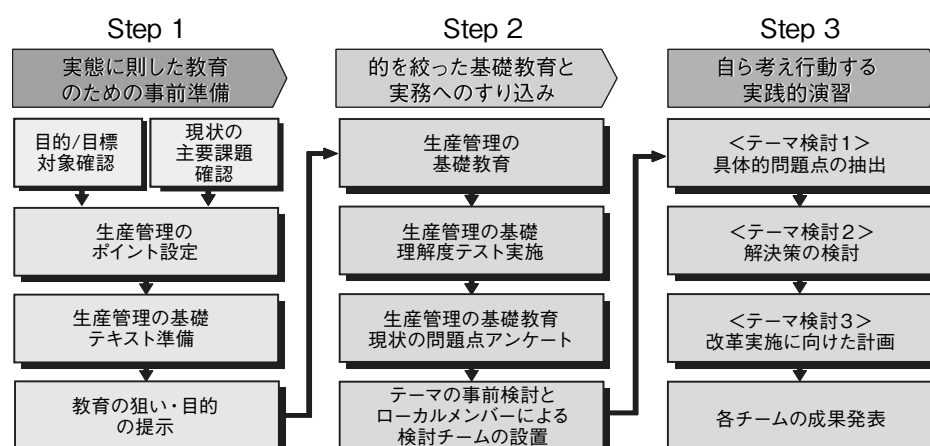 Step 1
実態に則した教育
のための事前準備
目的/目標
対象確認
現状の
主要課題
確認
生産管理の
ポイント設定
生産管理の基礎
テキスト準備
教育の狙い・目的
の提示
Step 2
的を絞った基礎教育と
実務へのすり込み
生産管理の
基礎教育
生産管理の基礎
理解度テスト実施
生産管理の基礎教育
現状の問題点アンケート
テーマの事前検討と
ローカルメンバーによる
検討チームの設置
Step 3
自ら考え行動する
実践的演習
＜テーマ検討1＞
具体的問題点の抽出
＜テーマ検討2＞
解決策の検討
＜テーマ検討3＞
改革実施に向けた計画
各チームの成果発表